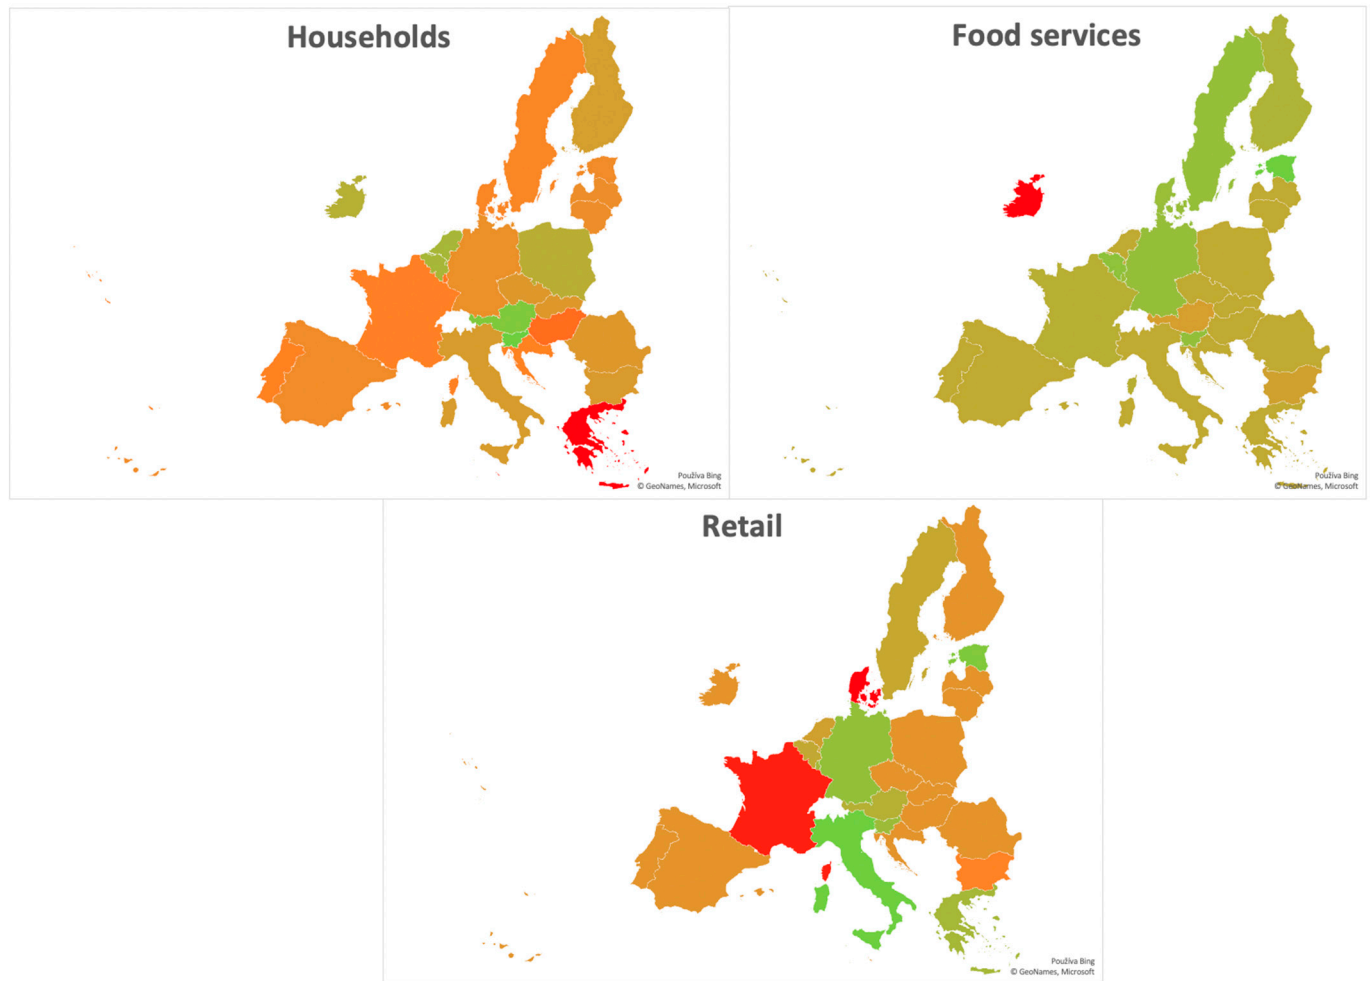 Households
Food services
Používa Bing
© GeoNames, Microsoft
Používa Bing
© GeoNames, Microsoft
Retail
Používa Bing
© GeoNames, Microsoft